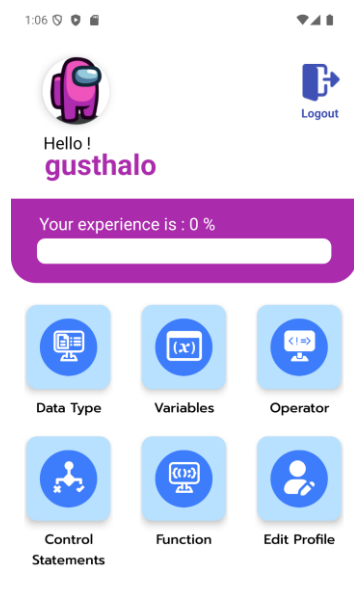 1:06
Logout
Hello !
gusthalo
Your experience is : 0 %
(x)
<!=>
Data Type
Variables
Operator
{():}
Control
Statements
Function
Edit Profile